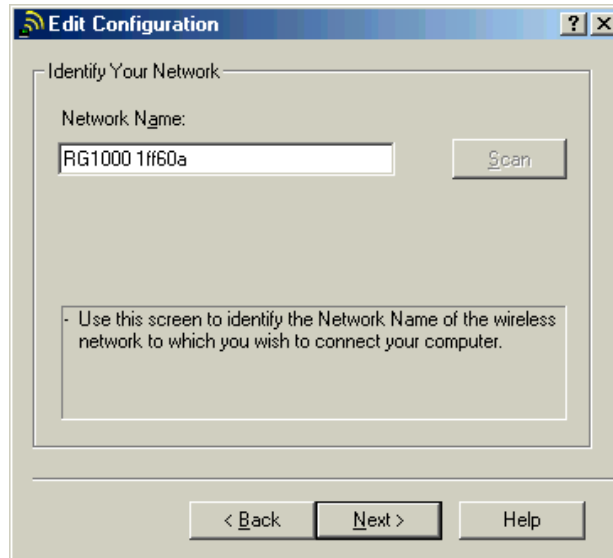 Edit Configuration
Identify Your Network
Network Name:
RG1000 1ff60a
Scan
- Use this screen to identify the Network Name of the wireless
network to which you wish to connect your computer.
< Back
Next >
Help